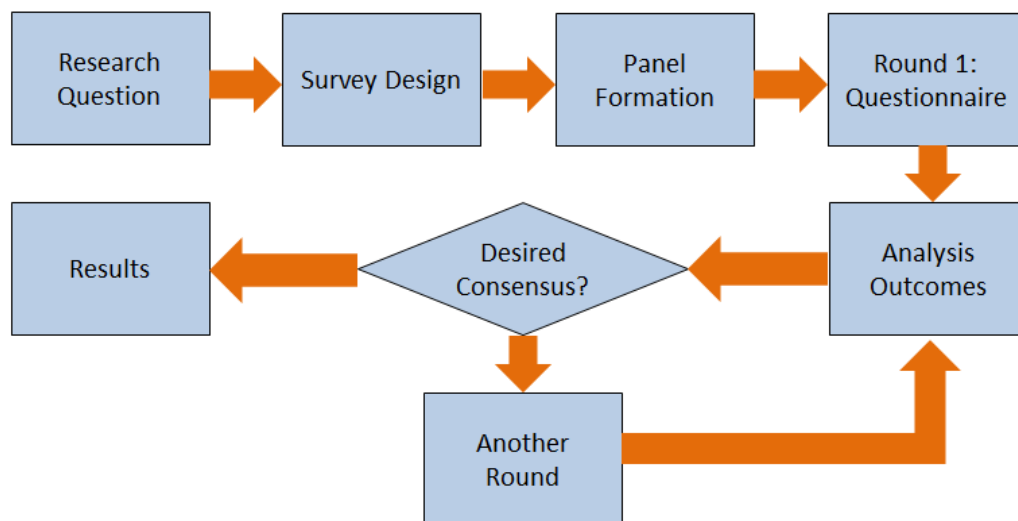 Research
Question
Survey Design
Panel
Formation
Round 1:
Questionnaire
Results
Desired
Consensus?
Analysis
Outcomes
Another
Round